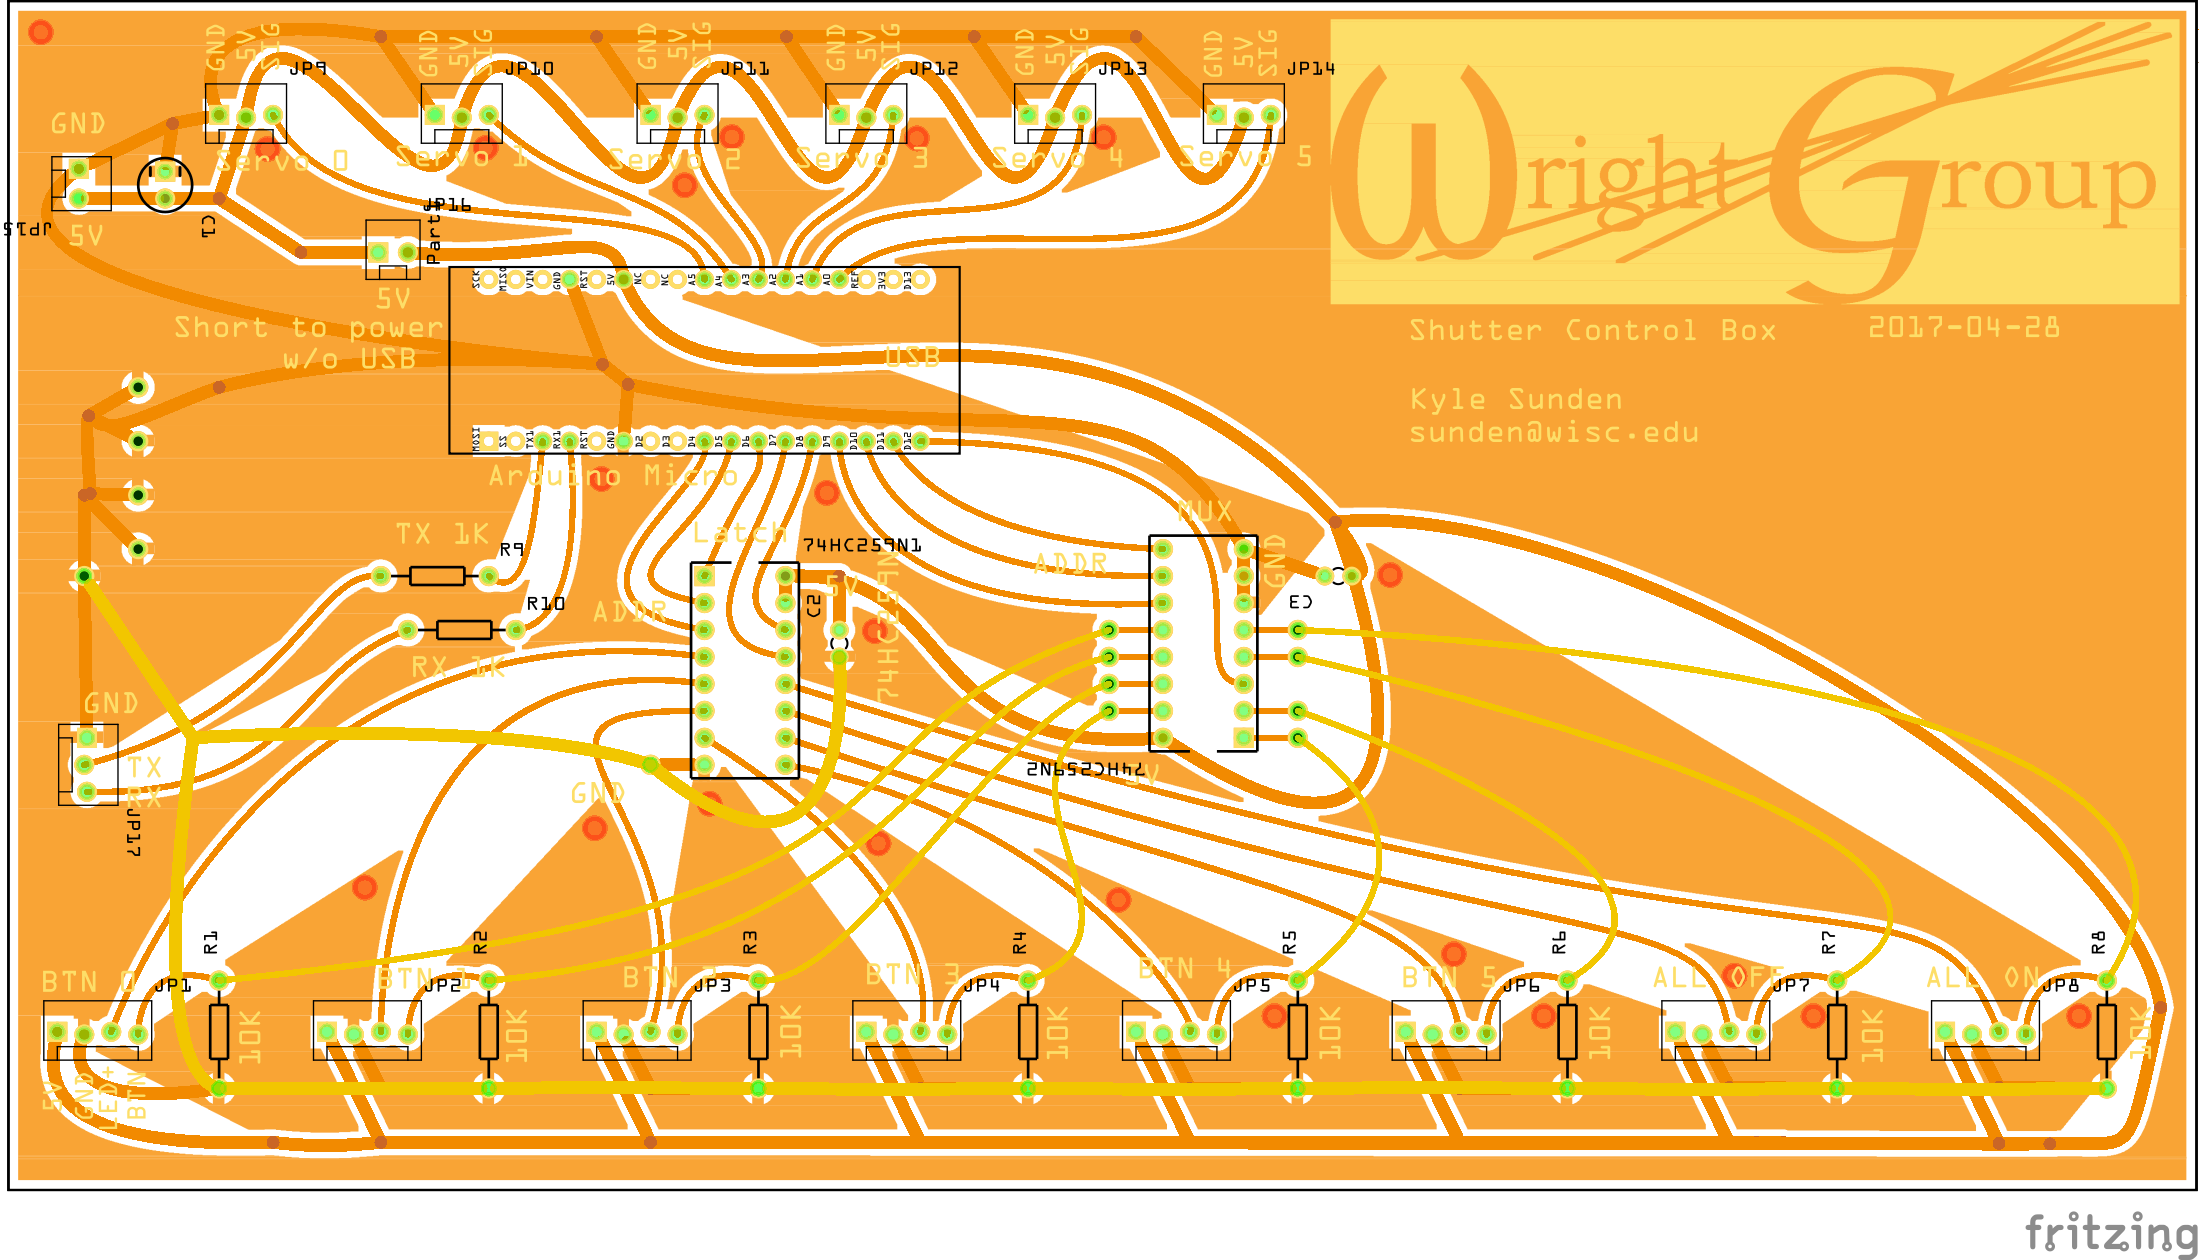 GND 5V SIG
GND 5V SIG
GND 5V SIG
GND 5V SIG
GND 5V SIG
GND 5V SIG
JP9
JP10
JP11
JP12
JP13
JP14
Servo 0
Servo 1
Servo 2
Servo 3
Servo 4
Servo 5
Wright Group
GND
JP15
5V
C1
JP16
Part
5V
Short to power
w/o USB
SCK MISO VIN GND RST 5V NC NC A5 A4 A3 A2 A1 A0 REF 3V3 D13
USB
MOSI SS TX1 RX1 RST GND D2 D3 D4 D5 D6 D7 D8 D9 D10 D11 D12
Arduino Micro
Shutter Control Box
2017-04-28
Kyle Sunden
sunden@wisc.edu
TX 1K
R9
R10
RX 1K
Latch
74HC259N1
74HC259N
5V
C2
ADDR
GND
MUX
ADDR
GND
C3
74HC259N2
5V
GND
TX
RX
JP17
BTN 0
JP1
R1
10K
BTN 1
JP2
R2
10K
BTN 2
JP3
R3
10K
BTN 3
JP4
R4
10K
BTN 4
JP5
R5
10K
BTN 5
JP6
R6
10K
ALL OFF
JP7
R7
10K
ALL ON
JP8
R8
10K
5V
GND
LED+
BTN
fritzing